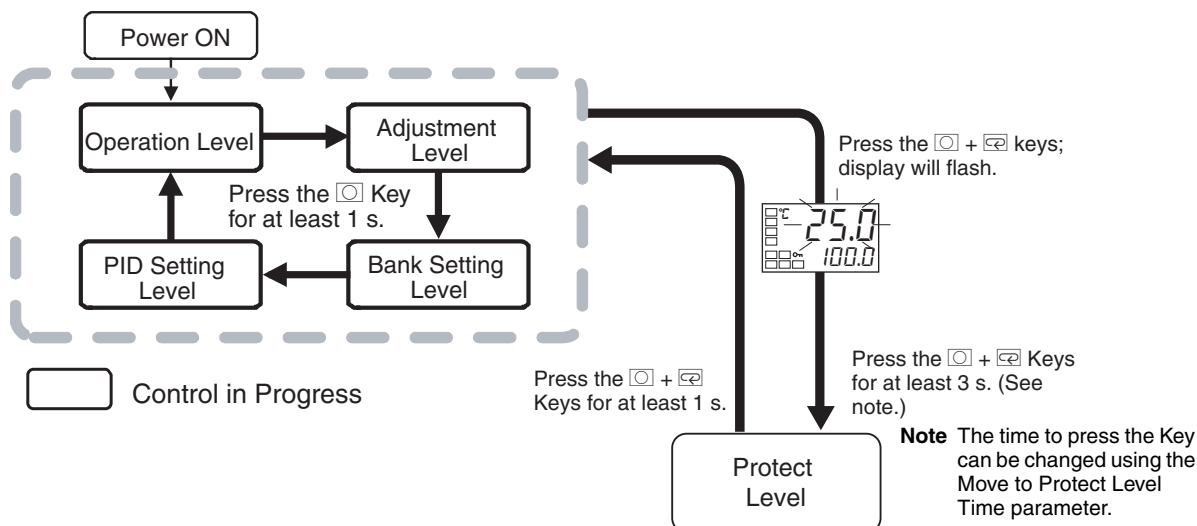 Power ON
Operation Level
Adjustment
Level
Press the Key
for at least 1 s.
PID Setting
Level
Bank Setting
Level
Control in Progress
Press the + keys;
display will flash.
°C
25.0
100.0
Press the +
Keys for at least 1 s.
Press the + Keys
for at least 3 s. (See
note.)
Protect
Level
Note The time to press the Key
can be changed using the
Move to Protect Level
Time parameter.